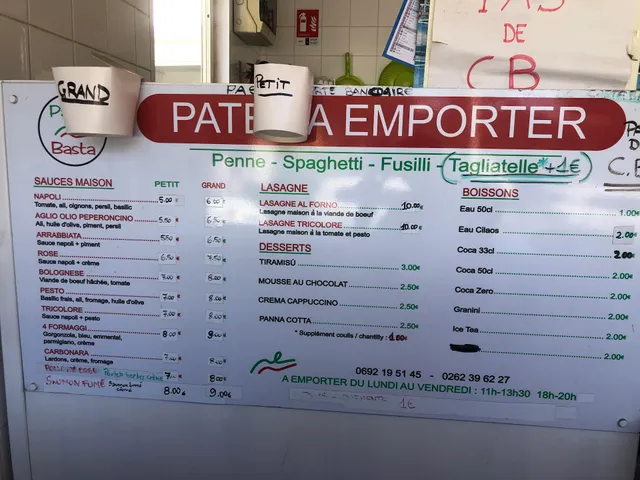 PAS
DE
CB
GRAND
PETIT
BANCAIRE
Basta
PATE A EMPORTER
Penne - Spaghetti - Fusilli - Tagliatelle* +1€
SAUCES MAISON PETIT GRAND
NAPOLI 5.00€ 6.00€
Tomate, ail, oignons, persil, basilic
AGLIO OLIO PEPERONCINO 5.50€ 6.50€
Ail, huile d'olive, piment, persil
ARRABBIATA 5.50€ 6.50€
Sauce napoli + piment
ROSE 6.50€ 7.50€
Sauce napoli + crème
BOLOGNESE 7.00€ 8.00€
Viande de boeuf hâchée, tomate
PESTO 7.00€ 8.00€
Basilic frais, ail, fromage, huile d'olive
TRICOLORE 7.00€ 8.00€
Sauce napoli + pesto
4 FORMAGGI 8.00€ 9.00€
Gorgonzola, bleu, emmental,
parmigiano, crème
CARBONARA 7.00€ 8.00€
Lardons, crème, fromage
7.00€ 8.00€
SAUMON FUMÉ 8.00€ 9.00€
LASAGNE
LASAGNE AL FORNO 10.00€
Lasagne maison à la viande de boeuf
LASAGNE TRICOLORE 10.00€
Lasagne maison à la tomate et pesto
DESSERTS
TIRAMISÙ 3.00€
MOUSSE AU CHOCOLAT 2.50€
CREMA CAPPUCCINO 2.50€
PANNA COTTA 2.50€
* Supplément coulis / chantilly : 1.00€
BOISSONS
Eau 50cl 1.00€
Eau Cilaos 2.00€
Coca 33cl 2.00€
Coca 50cl 2.00€
Coca Zero 2.00€
Granini 2.00€
Ice Tea 2.00€
2.00€
0692 19 51 45 - 0262 39 62 27
A EMPORTER DU LUNDI AU VENDREDI : 11h-13h30 18h-20h
1€
C.B